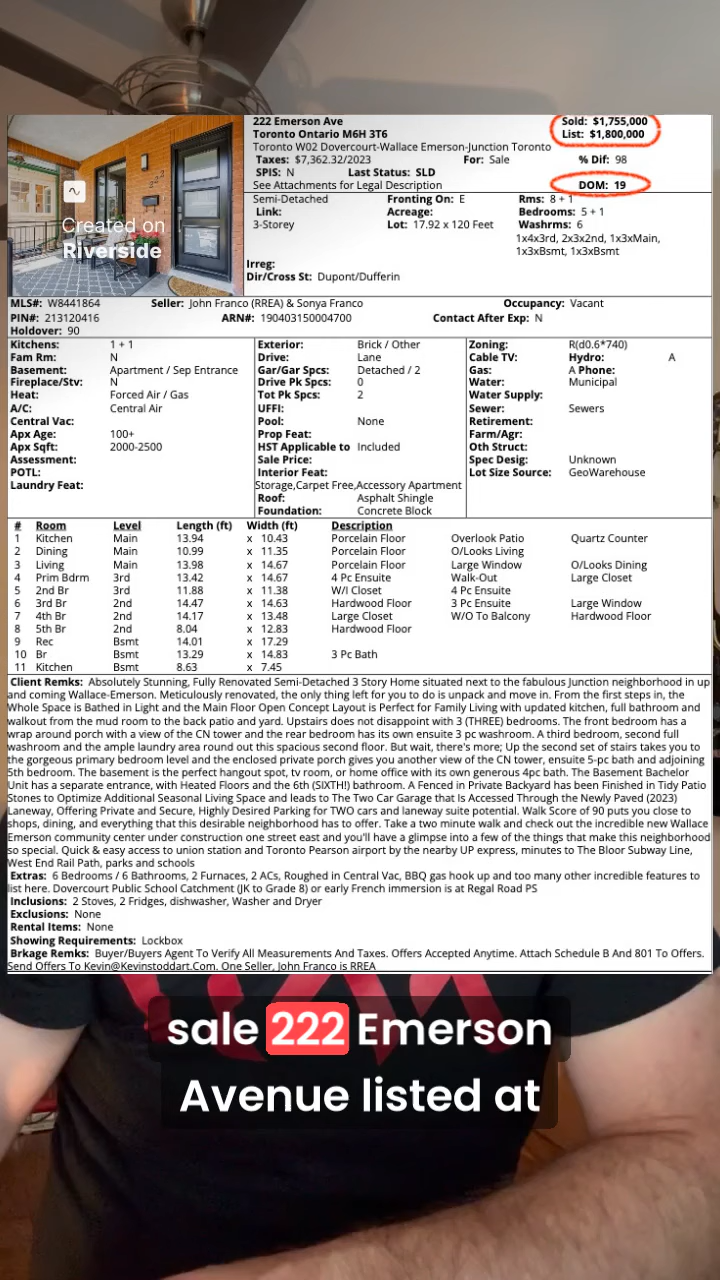 222 Emerson Ave Sold: $1,755,000
Toronto Ontario M6H 3T6 List: $1,800,000
Toronto W02 Dovercourt-Wallace Emerson-Junction Toronto
Taxes: $7,362.32/2023 For: Sale % Dif: 98
SPIS: N Last Status: SLD
See Attachments for Legal Description DOM: 19
Semi-Detached Fronting On: E Rms: 8 + 1
Link: Acreage: Bedrooms: 5 + 1
3-Storey Lot: 17.92 x 120 Feet Washrms: 6
1x4x3rd, 2x3x2nd, 1x3xMain,
1x3xBsmt, 1x3xBsmt
Irreg:
Dir/Cross St: Dupont/Dufferin
Created on
Riverside
222
MLS#: W8441864 Seller: John Franco (RREA) & Sonya Franco Occupancy: Vacant
PIN#: 213120416 ARN#: 190403150004700 Contact After Exp: N
Holdover: 90
Kitchens: 1 + 1 Exterior: Brick / Other Zoning: R(d0.6*740)
Fam Rm: N Drive: Lane Cable TV: Hydro: A
Basement: Apartment / Sep Entrance Gar/Gar Spcs: Detached / 2 Gas: A Phone:
Fireplace/Stv: N Drive Pk Spcs: 0 Water: Municipal
Heat: Forced Air / Gas Tot Pk Spcs: 2 Water Supply:
A/C: Central Air UFFI: Sewer: Sewers
Central Vac: Pool: None Retirement:
Apx Age: 100+ Prop Feat: Farm/Agr:
Apx Sqft: 2000-2500 HST Applicable to Included Oth Struct:
Assessment: Sale Price: Spec Desig: Unknown
POTL: Interior Feat: Lot Size Source: GeoWarehouse
Laundry Feat: Storage,Carpet Free,Accessory Apartment
Roof: Asphalt Shingle
Foundation: Concrete Block
# Room Level Length (ft) Width (ft) Description
1 Kitchen Main 13.94 x 10.43 Porcelain Floor Overlook Patio Quartz Counter
2 Dining Main 10.99 x 11.35 Porcelain Floor O/Looks Living
3 Living Main 13.98 x 14.67 Porcelain Floor Large Window O/Looks Dining
4 Prim Bdrm 3rd 13.42 x 14.67 4 Pc Ensuite Walk-Out Large Closet
5 2nd Br 3rd 11.88 x 11.38 W/I Closet 4 Pc Ensuite
6 3rd Br 2nd 14.47 x 14.63 Hardwood Floor 3 Pc Ensuite Large Window
7 4th Br 2nd 14.17 x 13.48 Large Closet W/O To Balcony Hardwood Floor
8 5th Br 2nd 8.04 x 12.83 Hardwood Floor
9 Rec Bsmt 14.01 x 17.29
10 Br Bsmt 13.29 x 14.83 3 Pc Bath
11 Kitchen Bsmt 8.63 x 7.45
Client Remks: Absolutely Stunning, Fully Renovated Semi-Detached 3 Story Home situated next to the fabulous Junction neighborhood in up
and coming Wallace-Emerson. Meticulously renovated, the only thing left for you to do is unpack and move in. From the first steps in, the
Whole Space is Bathed in Light and the Main Floor Open Concept Layout is Perfect for Family Living with updated kitchen, full bathroom and
walkout from the mud room to the back patio and yard. Upstairs does not disappoint with 3 (THREE) bedrooms. The front bedroom has a
wrap around porch with a view of the CN tower and the rear bedroom has its own ensuite 3 pc washroom. A third bedroom, second full
washroom and the ample laundry area round out this spacious second floor. But wait, there's more; Up the second set of stairs takes you to
the gorgeous primary bedroom level and the enclosed private porch gives you another view of the CN tower, ensuite 5-pc bath and adjoining
5th bedroom. The basement is the perfect hangout spot, tv room, or home office with its own generous 4pc bath. The Basement Bachelor
Unit has a separate entrance, with Heated Floors and the 6th (SIXTH!) bathroom. A Fenced in Private Backyard has been Finished in Tidy Patio
Stones to Optimize Additional Seasonal Living Space and leads to The Two Car Garage that Is Accessed Through the Newly Paved (2023)
Laneway, Offering Private and Secure, Highly Desired Parking for TWO cars and laneway suite potential. Walk Score of 90 puts you close to
shops, dining, and everything that this desirable neighborhood has to offer. Take a two minute walk and check out the incredible new Wallace
Emerson community center under construction one street east and you'll have a glimpse into a few of the things that make this neighborhood
so special. Quick & easy access to union station and Toronto Pearson airport by the nearby UP express, minutes to The Bloor Subway Line,
West End Rail Path, parks and schools
Extras: 6 Bedrooms / 6 Bathrooms, 2 Furnaces, 2 ACs, Roughed in Central Vac, BBQ gas hook up and too many other incredible features to
list here. Dovercourt Public School Catchment (JK to Grade 8) or early French immersion is at Regal Road PS
Inclusions: 2 Stoves, 2 Fridges, dishwasher, Washer and Dryer
Exclusions: None
Rental Items: None
Showing Requirements: Lockbox
Brkage Remks: Buyer/Buyers Agent To Verify All Measurements And Taxes. Offers Accepted Anytime. Attach Schedule B And 801 To Offers.
Send Offers To Kevin@Kevinstoddart.Com. One Seller, John Franco is RREA
sale 222 Emerson
Avenue listed at